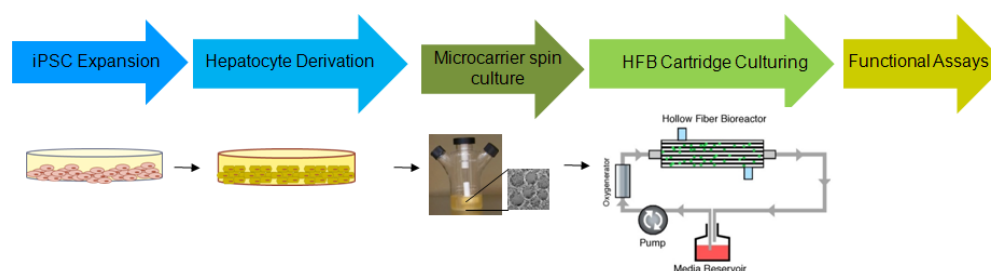 iPSC Expansion
Hepatocyte Derivation
Microcarrier spin
culture
HFB Cartridge Culturing
Functional Assays
Hollow Fiber Bioreactor
Oxygenerator
Pump
Media Reservoir